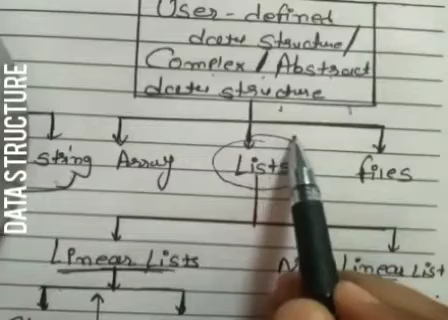 User-defined
data structure/
Complex/Abstract
data structure
string Array Lists files
Linear Lists Linear List
DATA STRUCTURE